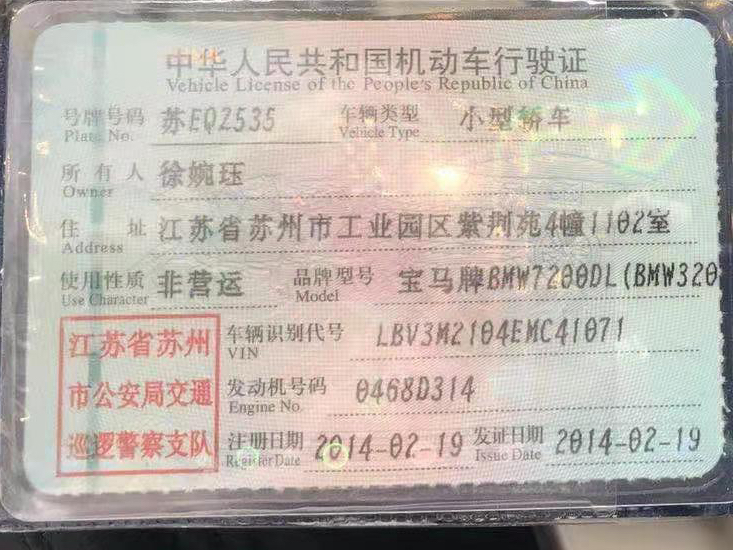 中华人民共和国机动车行驶证
Vehicle License of the People's Republic of China
号牌号码 苏EQZ535 车辆类型 小型轿车
Plate No. Vehicle Type
所有人 徐婉珏
Owner
住址 江苏省苏州市工业园区紫荆苑4幢1102室
Address
使用性质 非营运 品牌型号 宝马牌BMW7200DL(BMW320
Use Character Model
江苏省苏州 车辆识别代号 LBV3M2104EMC41071
VIN
市公安局交通 发动机号码 0468D314
Engine No.
巡逻警察支队 注册日期 2014-02-19 发证日期 2014-02-19
Register Date Issue Date